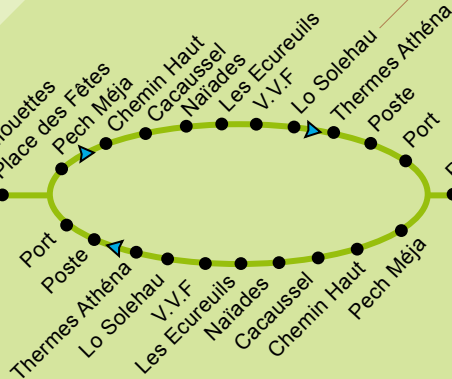 Place des Fêtes
Pech Méja
Chemin Haut
Cacaussel
Naïades
Les Ecureuils
V.V.F
Lo Solehau
Thermes Athéna
Poste
Port
Port
Poste
Thermes Athéna
Lo Solehau
V.V.F
Les Ecureuils
Naïades
Cacaussel
Chemin Haut
Pech Méja